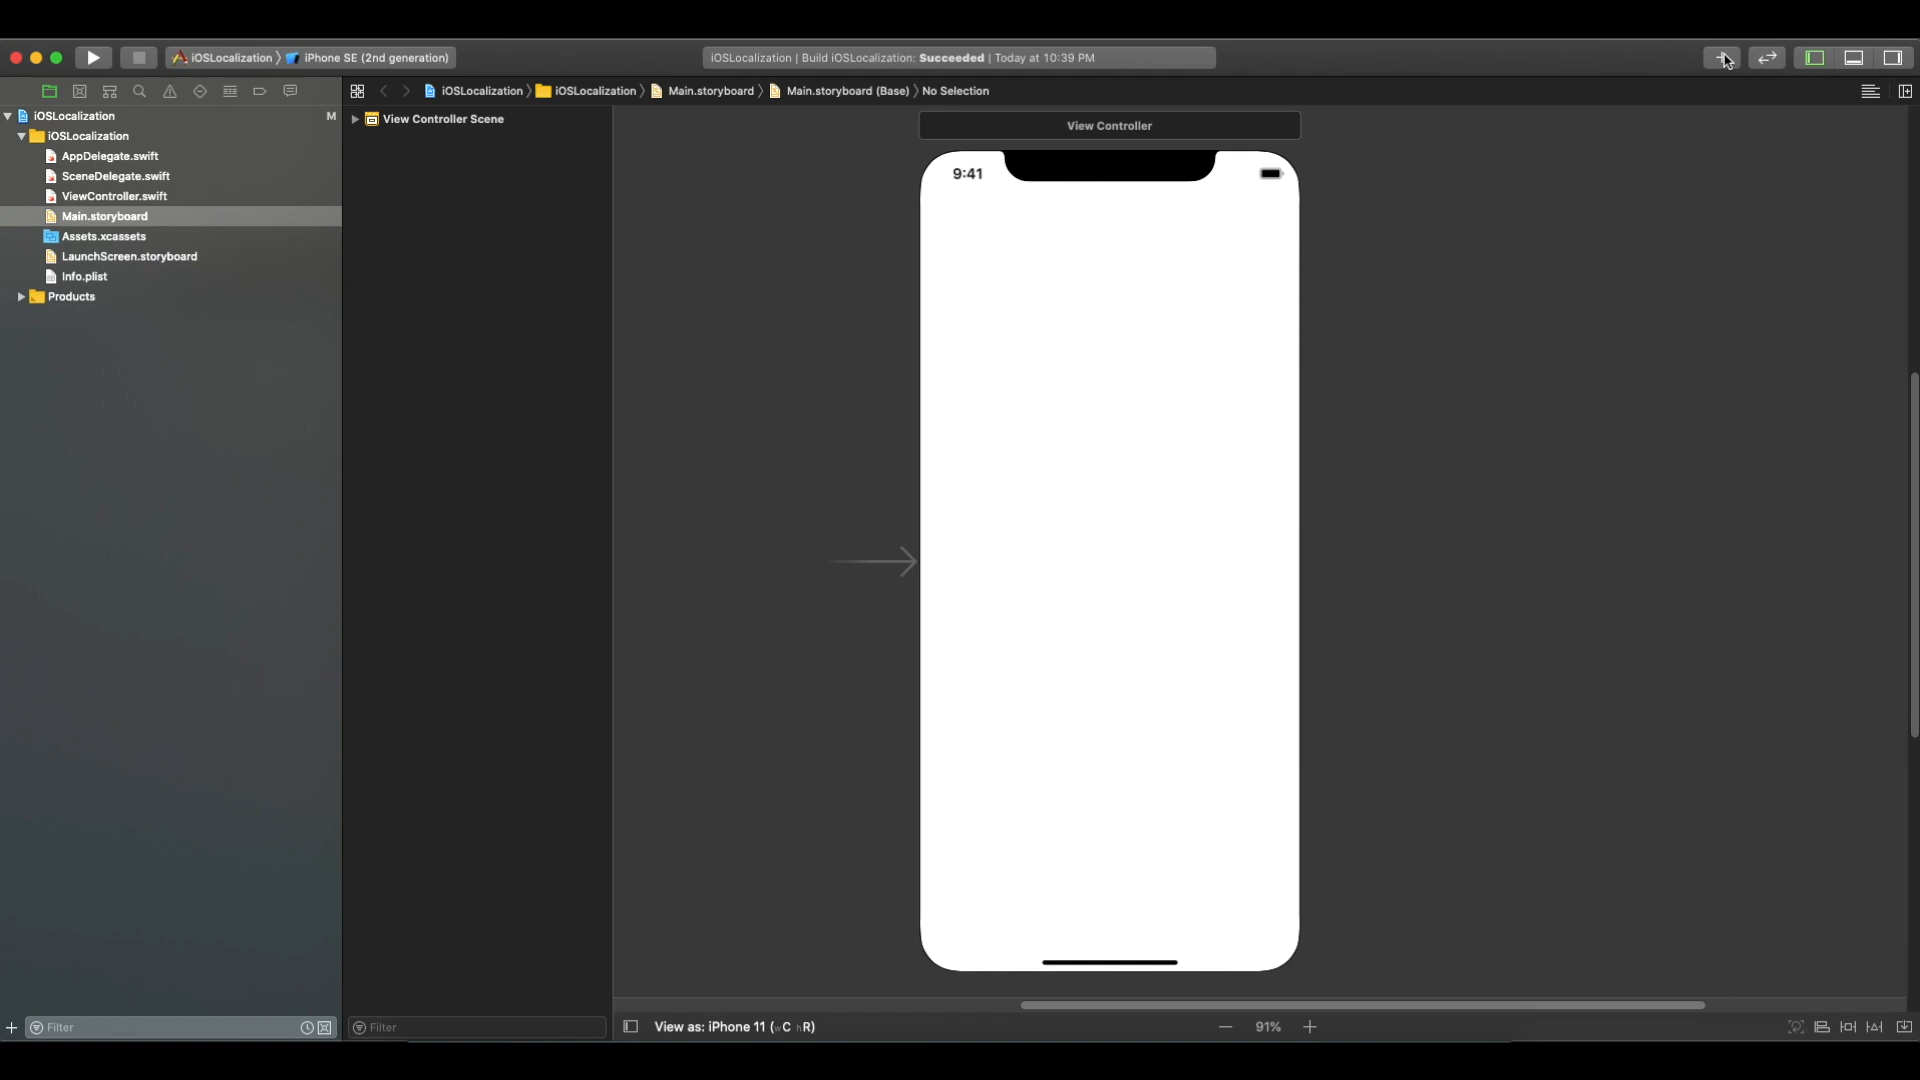 iOSLocalization 〉 iPhone SE (2nd generation)
iOSLocalization | Build iOSLocalization: Succeeded | Today at 10:39 PM
iOSLocalization 〉 iOSLocalization 〉 Main.storyboard 〉 Main.storyboard (Base) 〉 No Selection
iOSLocalization M
iOSLocalization
AppDelegate.swift
SceneDelegate.swift
ViewController.swift
Main.storyboard
Assets.xcassets
LaunchScreen.storyboard
Info.plist
Products
View Controller Scene
View Controller
9:41
Filter
Filter
View as: iPhone 11 (wC hR)
91%